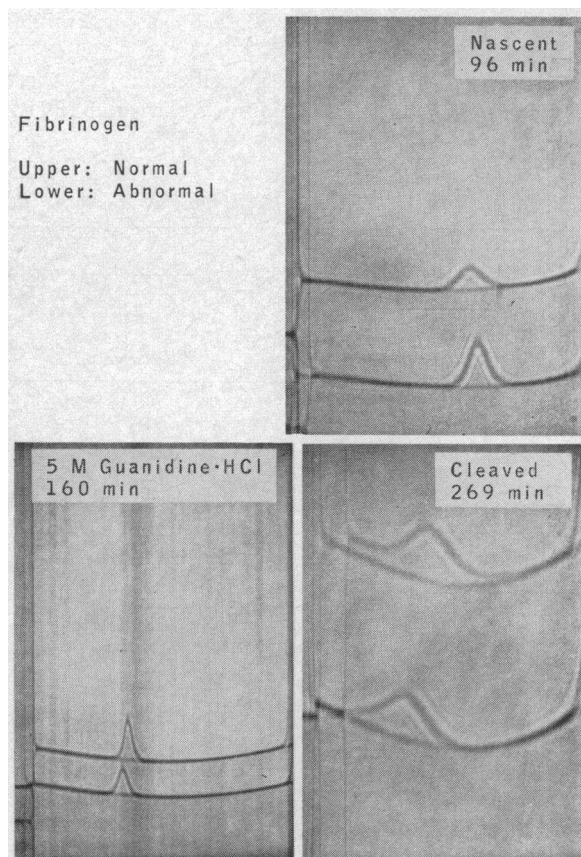 Nascent
96 min
Fibrinogen
Upper: Normal
Lower: Abnormal
5 M Guanidine·HCl
160 min
Cleaved
269 min